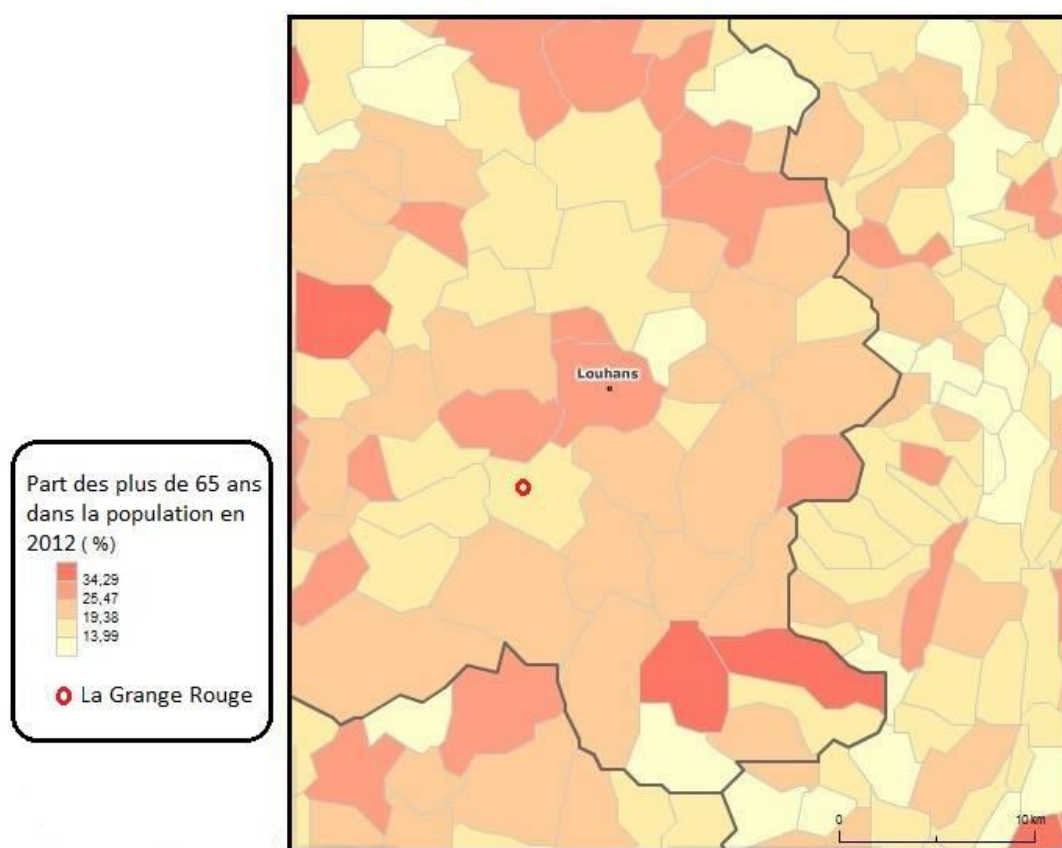 Louhans
Part des plus de 65 ans
dans la population en
2012 ( %)
34,29
25,47
19,38
13,99
La Grange Rouge
0
10 km